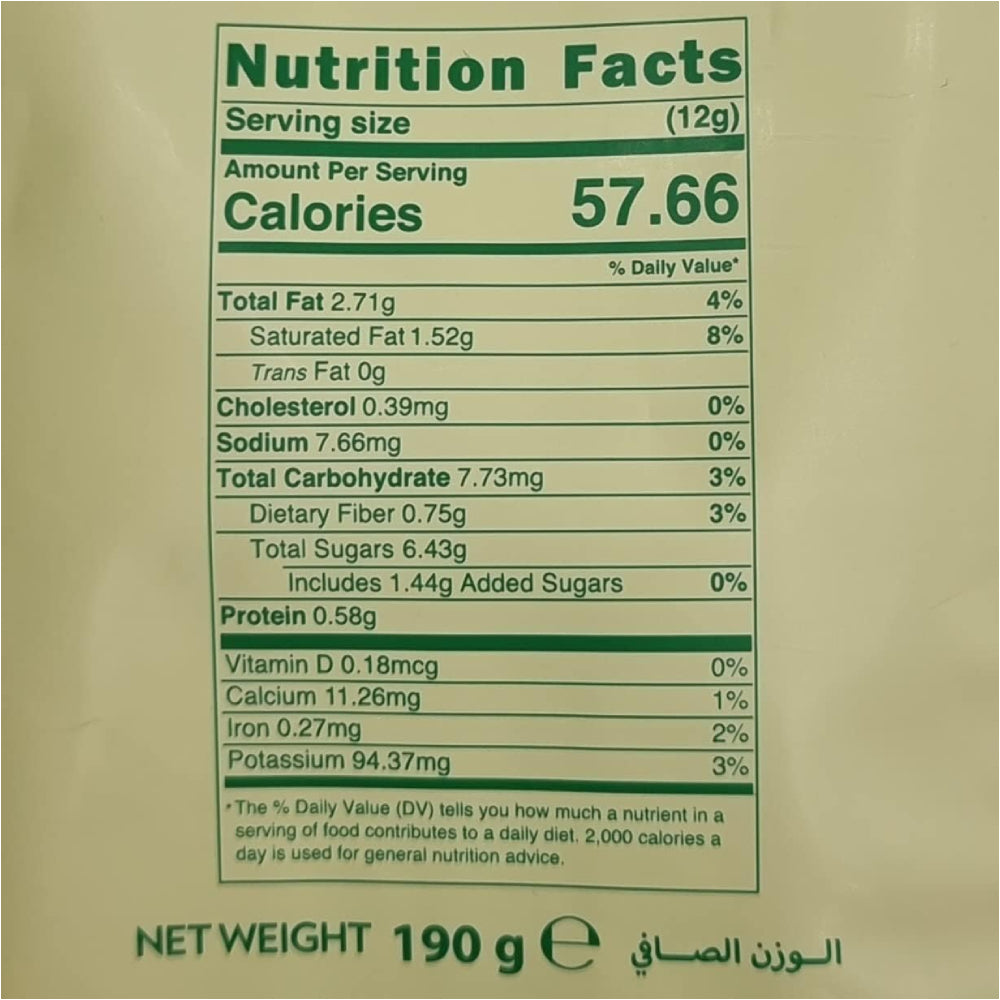 Nutrition Facts
Serving size (12g)
Amount Per Serving
Calories 57.66
% Daily Value*
Total Fat 2.71g 4%
Saturated Fat 1.52g 8%
Trans Fat 0g
Cholesterol 0.39mg 0%
Sodium 7.66mg 0%
Total Carbohydrate 7.73mg 3%
Dietary Fiber 0.75g 3%
Total Sugars 6.43g
Includes 1.44g Added Sugars 0%
Protein 0.58g
Vitamin D 0.18mcg 0%
Calcium 11.26mg 1%
Iron 0.27mg 2%
Potassium 94.37mg 3%
*The % Daily Value (DV) tells you how much a nutrient in a
serving of food contributes to a daily diet. 2,000 calories a
day is used for general nutrition advice.
NET WEIGHT 190 g ℮ الـوزن الصـافي